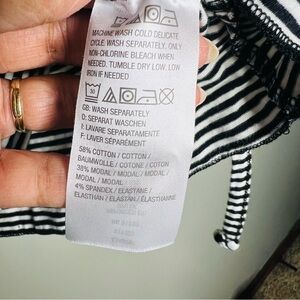 MACHINE WASH COLD DELICATE
CYCLE. WASH SEPARATELY. ONLY
NON-CHLORINE BLEACH WHEN
NEEDED. TUMBLE DRY LOW. LOW
IRON IF NEEDED
30
GB: WASH SEPARATELY
D: SEPARAT WASCHEN
I: LAVARE SEPARATAMENTE
F: LAVER SÉPARÉMENT
58% COTTON / COTTON /
BAUMWOLLE / COTONE / COTON
38% MODAL / MODAL / MODAL /
MODAL / MODAL
4% SPANDEX / ELASTANE /
ELASTHAN / ELASTAN / ÉLASTHANNE